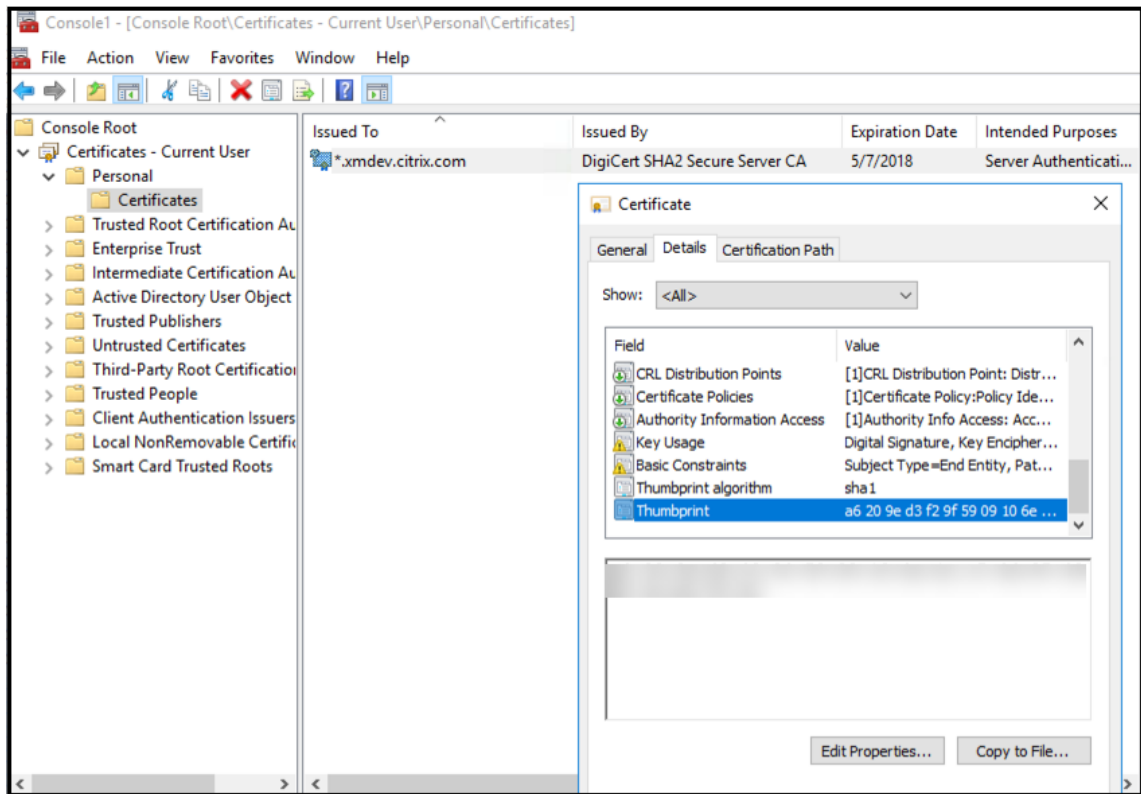 Console1 - [Console Root\Certificates - Current User\Personal\Certificates]
File Action View Favorites Window Help
Console Root
Certificates - Current User
Personal
Certificates
Trusted Root Certification Au
Enterprise Trust
Intermediate Certification Au
Active Directory User Object
Trusted Publishers
Untrusted Certificates
Third-Party Root Certification
Trusted People
Client Authentication Issuers
Local NonRemovable Certific
Smart Card Trusted Roots
Issued To Issued By Expiration Date Intended Purposes
*.xmdev.citrix.com DigiCert SHA2 Secure Server CA 5/7/2018 Server Authenticati...
Certificate
General Details Certification Path
Show: <All>
Field Value
CRL Distribution Points [1]CRL Distribution Point: Distr...
Certificate Policies [1]Certificate Policy:Policy Ide...
Authority Information Access [1]Authority Info Access: Acc...
Key Usage Digital Signature, Key Encipher...
Basic Constraints Subject Type=End Entity, Pat...
Thumbprint algorithm sha1
Thumbprint a6 20 9e d3 f2 9f 59 09 10 6e ...
Edit Properties... Copy to File...